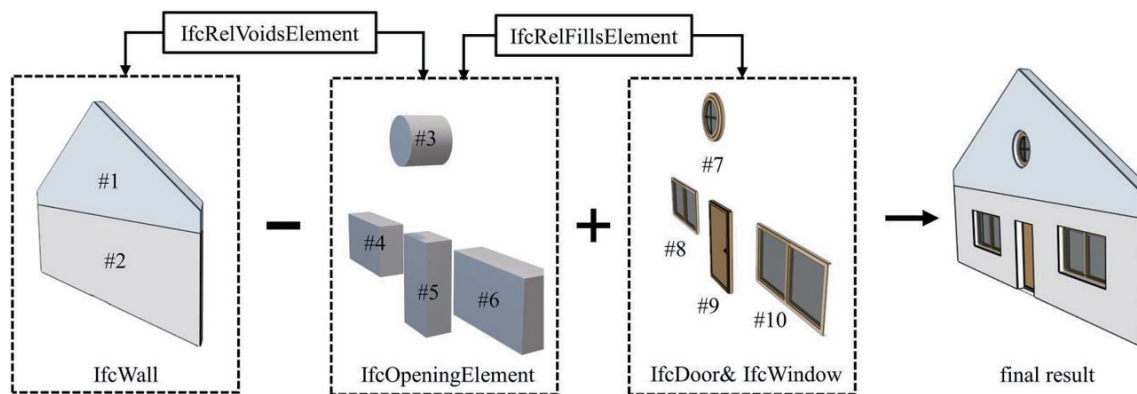 IfcRelVoidsElement
IfcRelFillsElement
#1
#2
IfcWall
#3
#4
#5
#6
IfcOpeningElement
#7
#8
#9
#10
IfcDoor& IfcWindow
final result